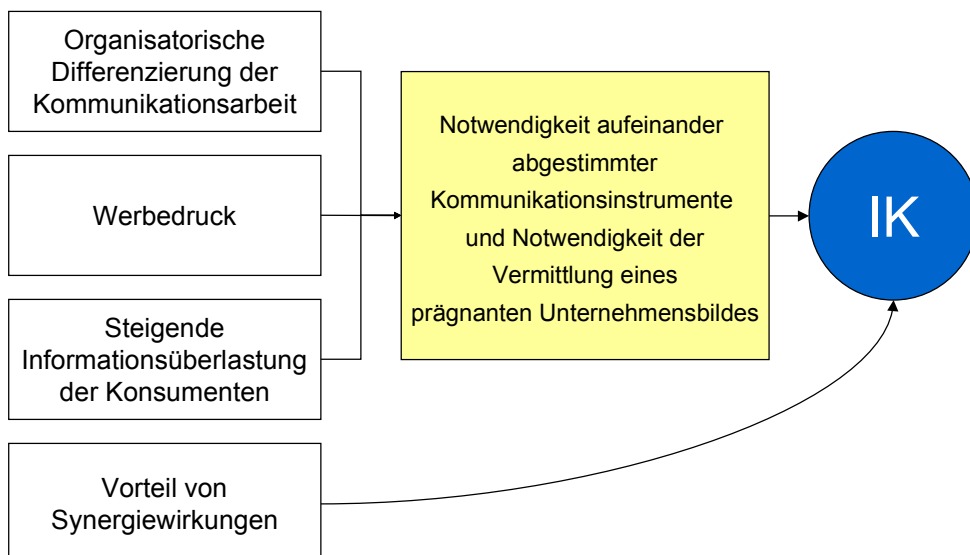 Organisatorische
Differenzierung der
Kommunikationsarbeit
Werbedruck
Steigende
Informationsüberlastung
der Konsumenten
Vorteil von
Synergiewirkungen
Notwendigkeit aufeinander
abgestimmter
Kommunikationsinstrumente
und Notwendigkeit der
Vermittlung eines
prägnanten Unternehmensbildes
IK